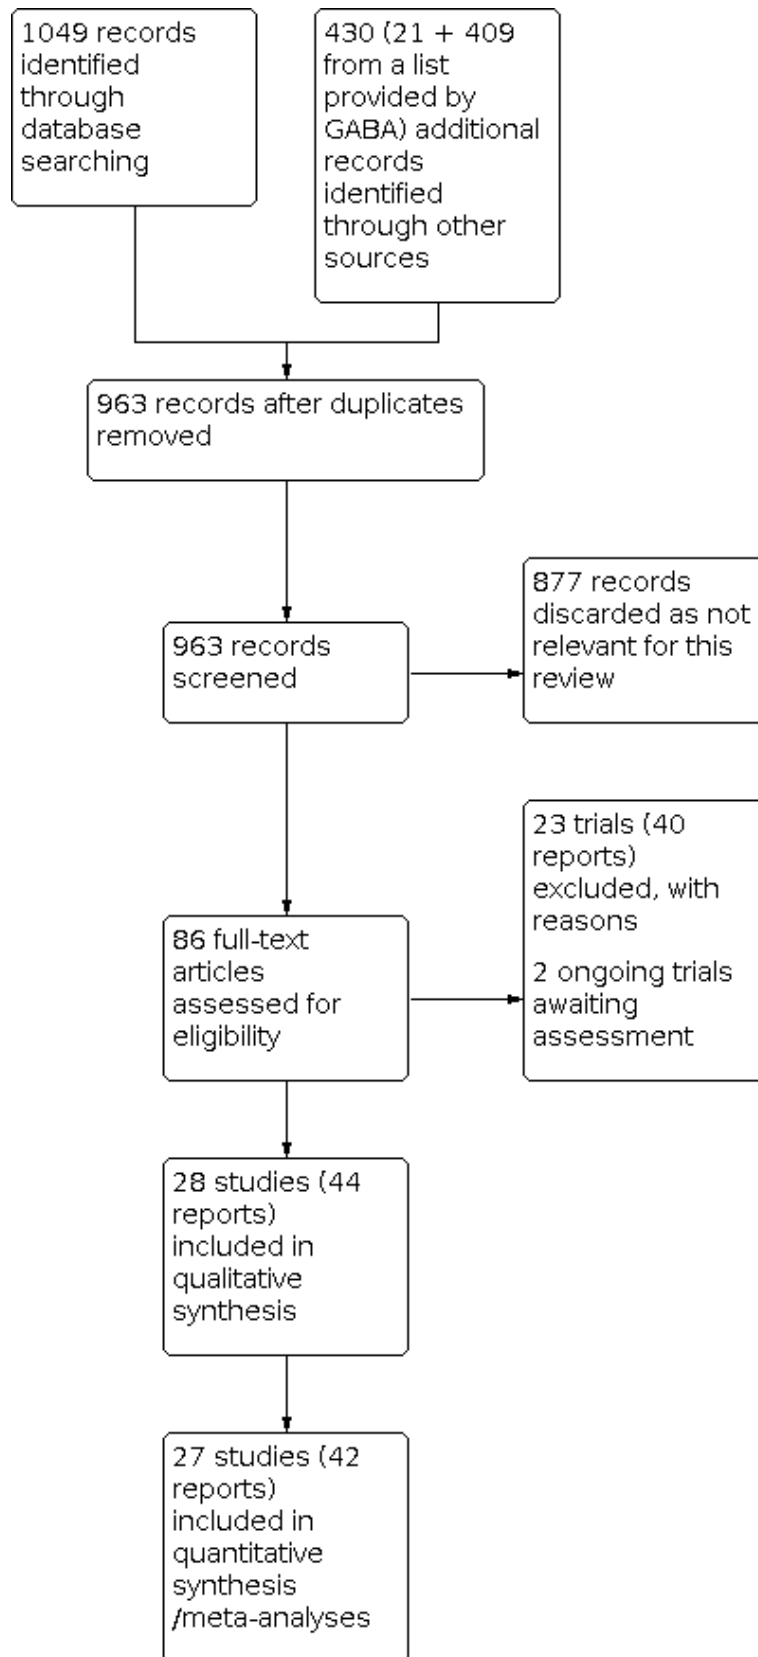 1049 records
identified
through
database
searching
430 (21 + 409
from a list
provided by
GABA) additional
records
identified
through other
sources
963 records after duplicates
removed
963 records
screened
877 records
discarded as not
relevant for this
review
86 full-text
articles
assessed for
eligibility
23 trials (40
reports)
excluded, with
reasons
2 ongoing trials
awaiting
assessment
28 studies (44
reports)
included in
qualitative
synthesis
27 studies (42
reports)
included in
quantitative
synthesis
/meta-analyses